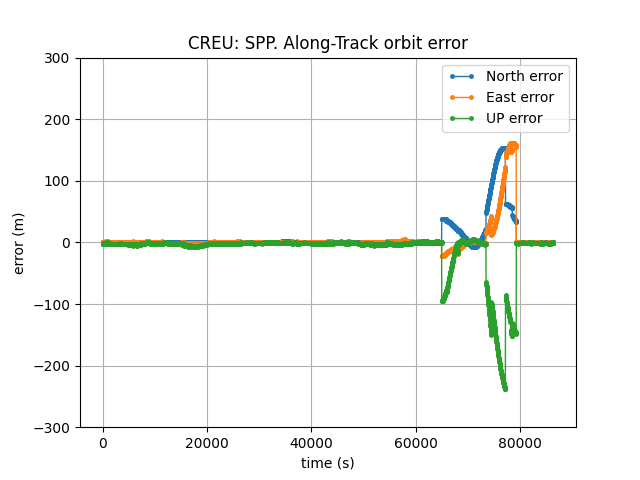 CREU: SPP. Along-Track orbit error
300
200
100
0
−100
−200
−300
error (m)
North error
East error
UP error
0
20000
40000
60000
80000
time (s)